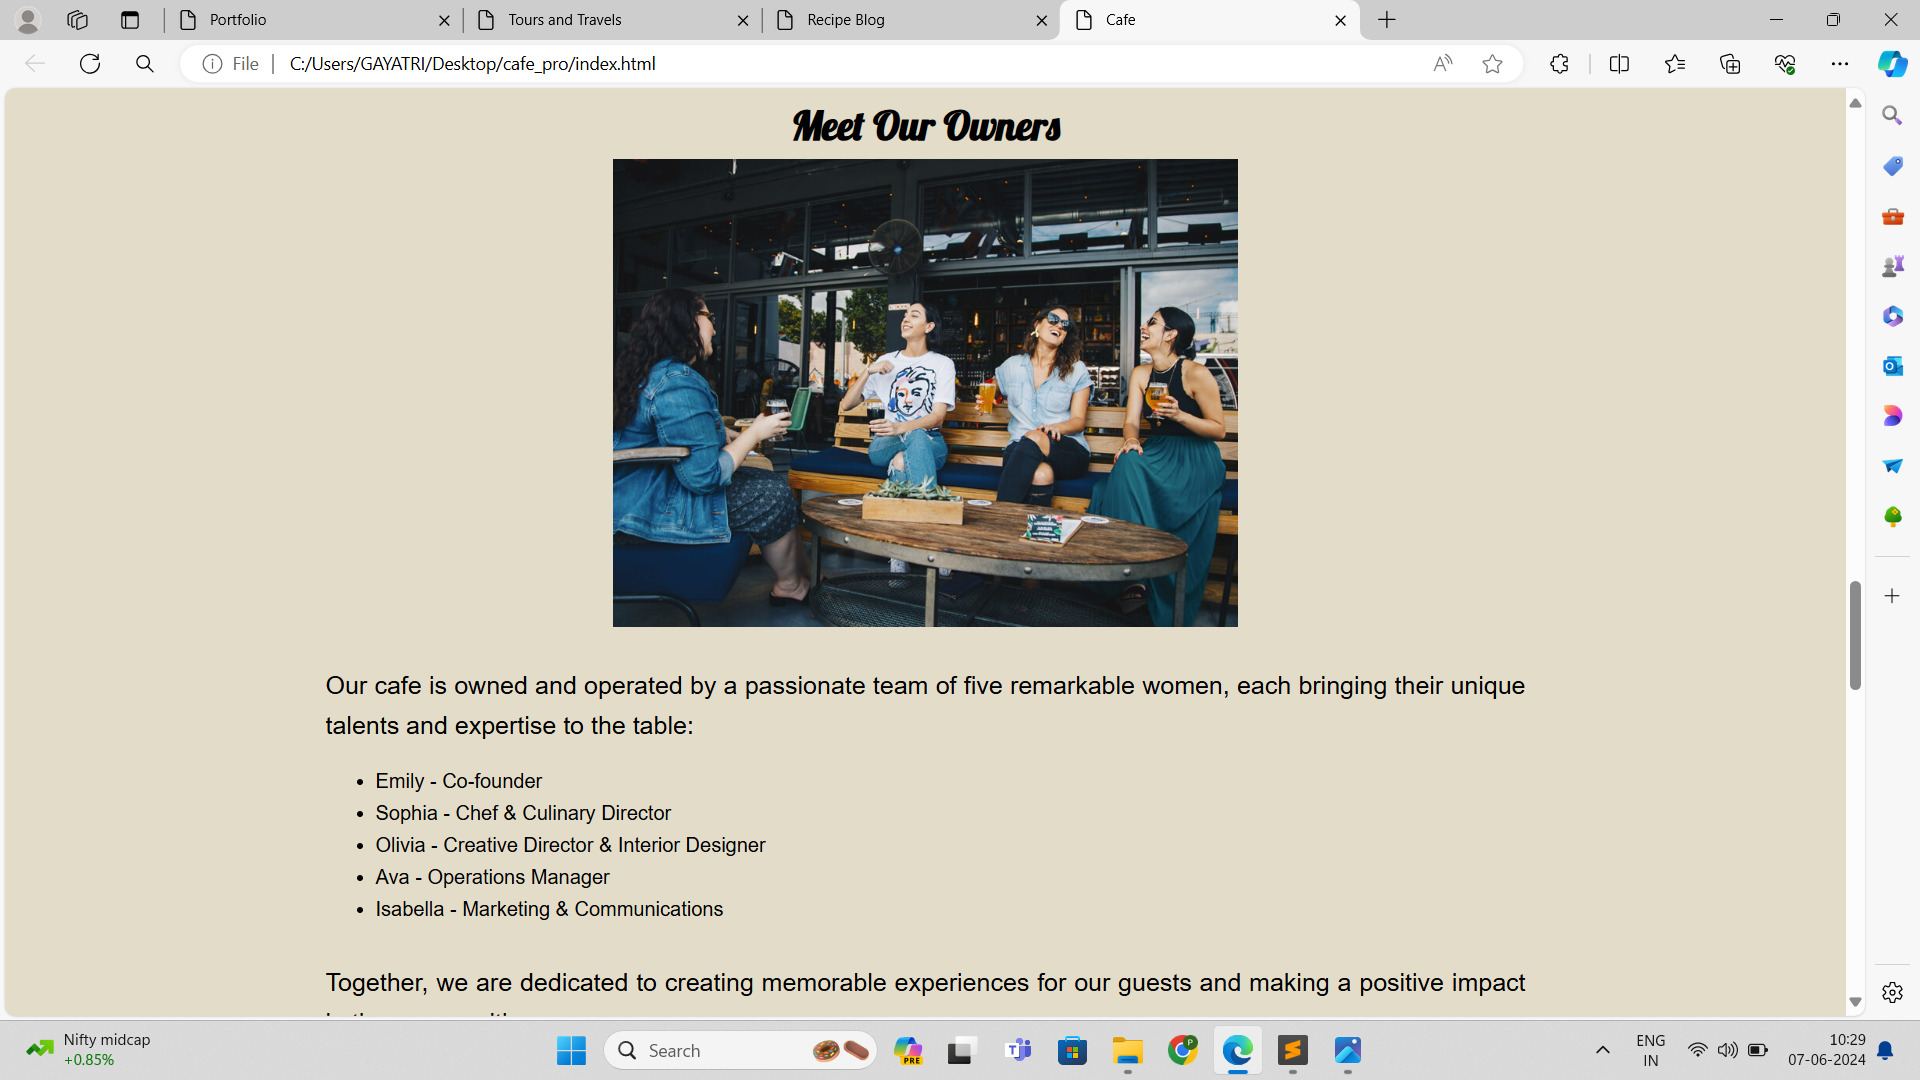 Portfolio
Tours and Travels
Recipe Blog
Cafe
File
C:/Users/GAYATRI/Desktop/cafe_pro/index.html
Meet Our Owners
Our cafe is owned and operated by a passionate team of five remarkable women, each bringing their unique
talents and expertise to the table:
• Emily - Co-founder
• Sophia - Chef & Culinary Director
• Olivia - Creative Director & Interior Designer
• Ava - Operations Manager
• Isabella - Marketing & Communications
Together, we are dedicated to creating memorable experiences for our guests and making a positive impact
Nifty midcap
+0.85%
Search
PRE
ENG
IN
10:29
07-06-2024